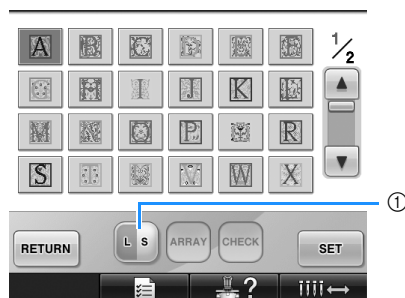 A B C E 1/2
H I J K L
M N O P R
S V W X
①
RETURN L S ARRAY CHECK SET
?